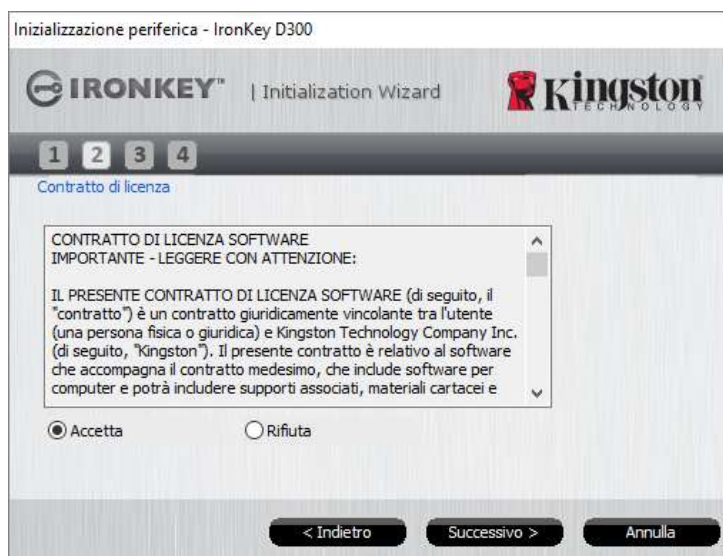 Inizializzazione periferica - IronKey D300
IRONKEY™ | Initialization Wizard
Kingston
TECHNOLOGY
1 2 3 4
Contratto di licenza
CONTRATTO DI LICENZA SOFTWARE
IMPORTANTE - LEGGERE CON ATTENZIONE:
IL PRESENTE CONTRATTO DI LICENZA SOFTWARE (di seguito, il
"contratto") è un contratto giuridicamente vincolante tra l'utente
(una persona fisica o giuridica) e Kingston Technology Company Inc.
(di seguito, "Kingston"). Il presente contratto è relativo al software
che accompagna il contratto medesimo, che include software per
computer e potrà includere supporti associati, materiali cartacei e
Accetta Rifiuta
< Indietro Successivo > Annulla